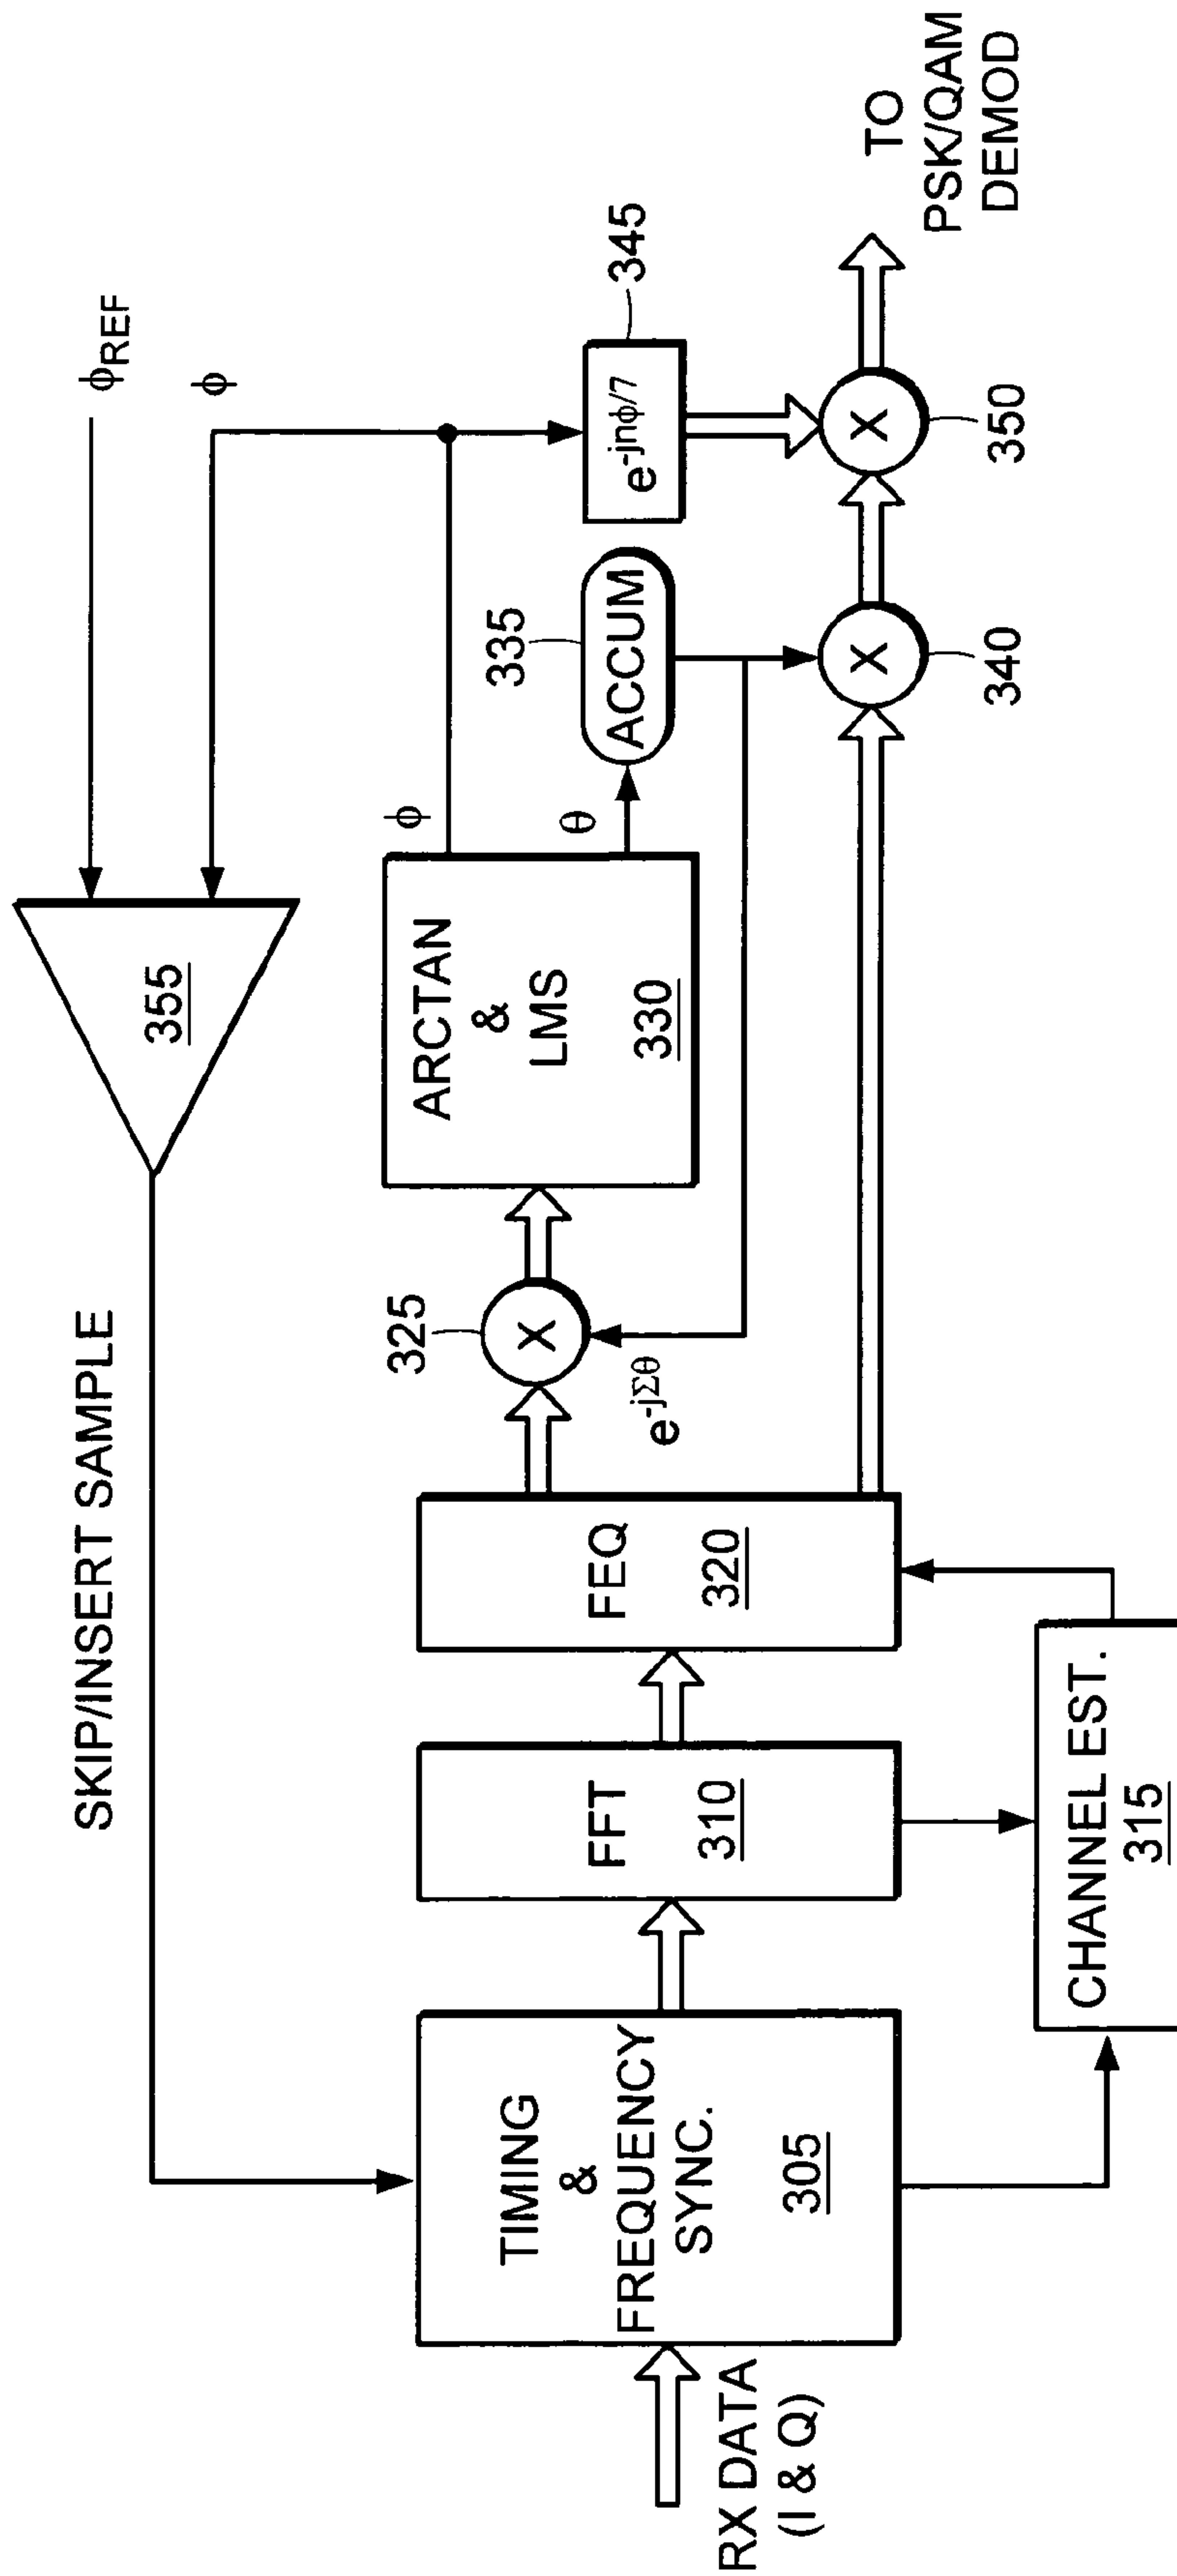 SKIP/INSERT SAMPLE
355
ϕREF
ϕ
TIMING
&
FREQUENCY
SYNC.
305
RX DATA
(I & Q)
FFT
310
CHANNEL EST.
315
FEQ
320
325
X
e-jΣθ
ARCTAN
&
LMS
330
ϕ
θ
335
ACCUM
X
340
e-jnϕ/7
345
X
350
TO
PSK/QAM
DEMOD